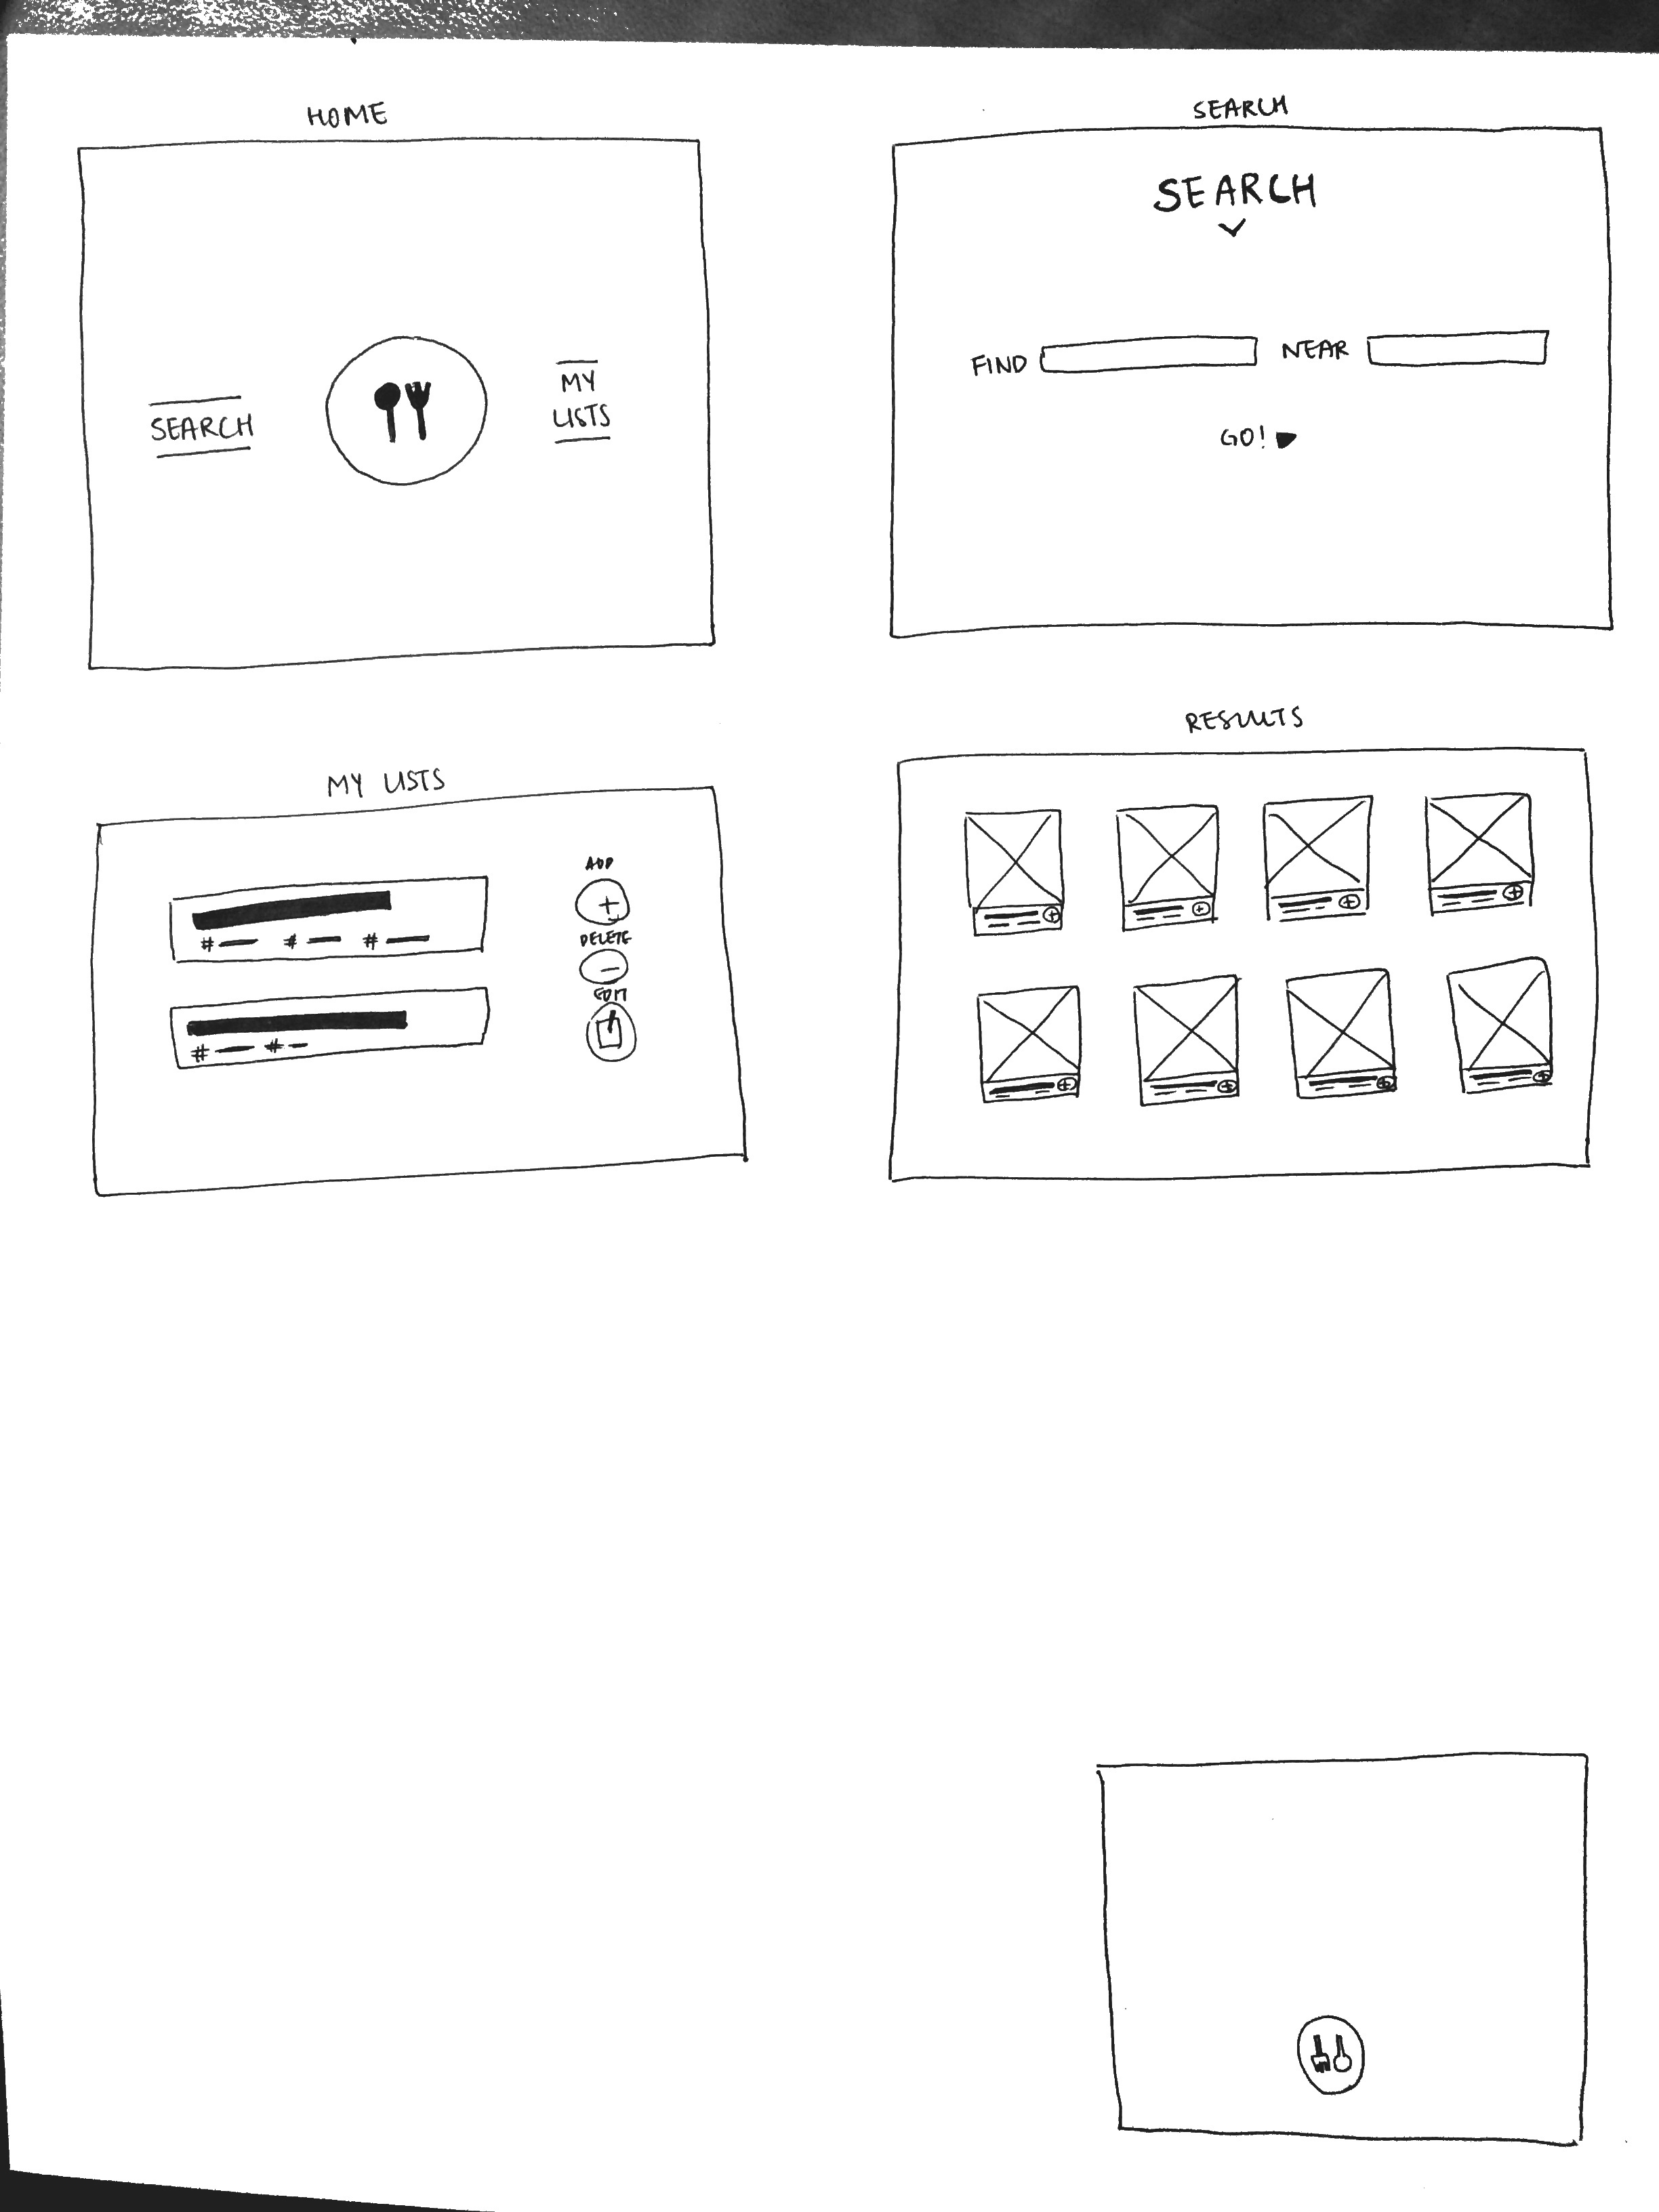 HOME
SEARCH
MY
LISTS
SEARCH
SEARCH
FIND
NEAR
GO!
MY LISTS
ADD
+
DELETE
-
EDIT
# # #
# #
RESULTS
+ + + +
+ + + +